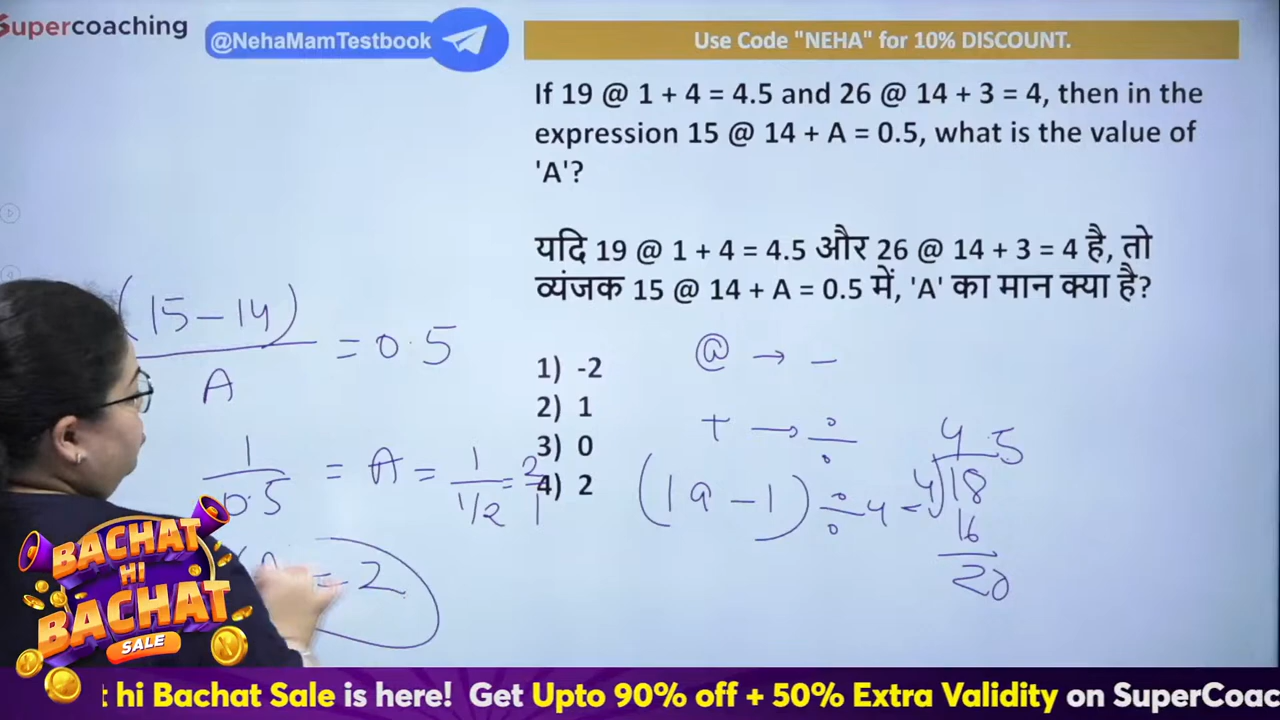 Supercoaching
@NehaMamTestbook
Use Code "NEHA" for 10% DISCOUNT.
If 19 @ 1 + 4 = 4.5 and 26 @ 14 + 3 = 4, then in the
expression 15 @ 14 + A = 0.5, what is the value of
'A'?
यदि 19 @ 1 + 4 = 4.5 और 26 @ 14 + 3 = 4 है, तो
व्यंजक 15 @ 14 + A = 0.5 में, 'A' का मान क्या है?
1) -2
2) 1
3) 0
4) 2
(15 - 14)
= 0.5
A
1
0.5
= A = 1
1/2
= 2
1
= 2
@ → -
+ → ÷
(19 - 1) ÷ 4 =
4.5
4)18
16
20
BACHAT
HI
BACHAT
SALE
t hi Bachat Sale is here! Get Upto 90% off + 50% Extra Validity on SuperCoac